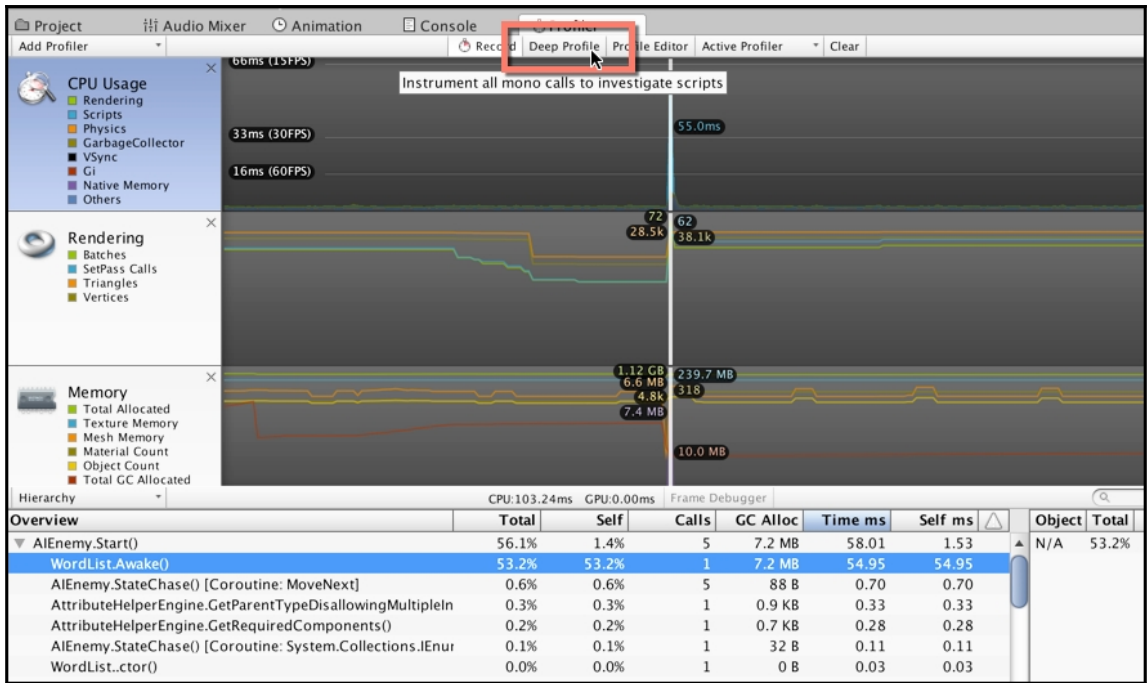 Project Audio Mixer Animation Console Profiler
Add Profiler Record Deep Profile Profile Editor Active Profiler Clear
Instrument all mono calls to investigate scripts
CPU Usage
Rendering
Scripts
Physics
GarbageCollector
VSync
Gi
Native Memory
Others
66ms (15FPS)
33ms (30FPS)
16ms (60FPS)
55.0ms
Rendering
Batches
SetPass Calls
Triangles
Vertices
72 62
28.5k 38.1k
Memory
Total Allocated
Texture Memory
Mesh Memory
Material Count
Object Count
Total GC Allocated
1.12 GB 239.7 MB
6.6 MB 318
4.8k
7.4 MB
10.0 MB
Hierarchy CPU:103.24ms GPU:0.00ms Frame Debugger
Overview Total Self Calls GC Alloc Time ms Self ms Object Total
AIEnemy.Start() 56.1% 1.4% 5 7.2 MB 58.01 1.53 N/A 53.2%
WordList.Awake() 53.2% 53.2% 1 7.2 MB 54.95 54.95
AIEnemy.StateChase() [Coroutine: MoveNext] 0.6% 0.6% 5 88 B 0.70 0.70
AttributeHelperEngine.GetParentTypeDisallowingMultipleIn 0.3% 0.3% 1 0.9 KB 0.33 0.33
AttributeHelperEngine.GetRequiredComponents() 0.2% 0.2% 1 0.7 KB 0.28 0.28
AIEnemy.StateChase() [Coroutine: System.Collections.IEnur 0.1% 0.1% 1 32 B 0.11 0.11
WordList..ctor() 0.0% 0.0% 1 0 B 0.03 0.03